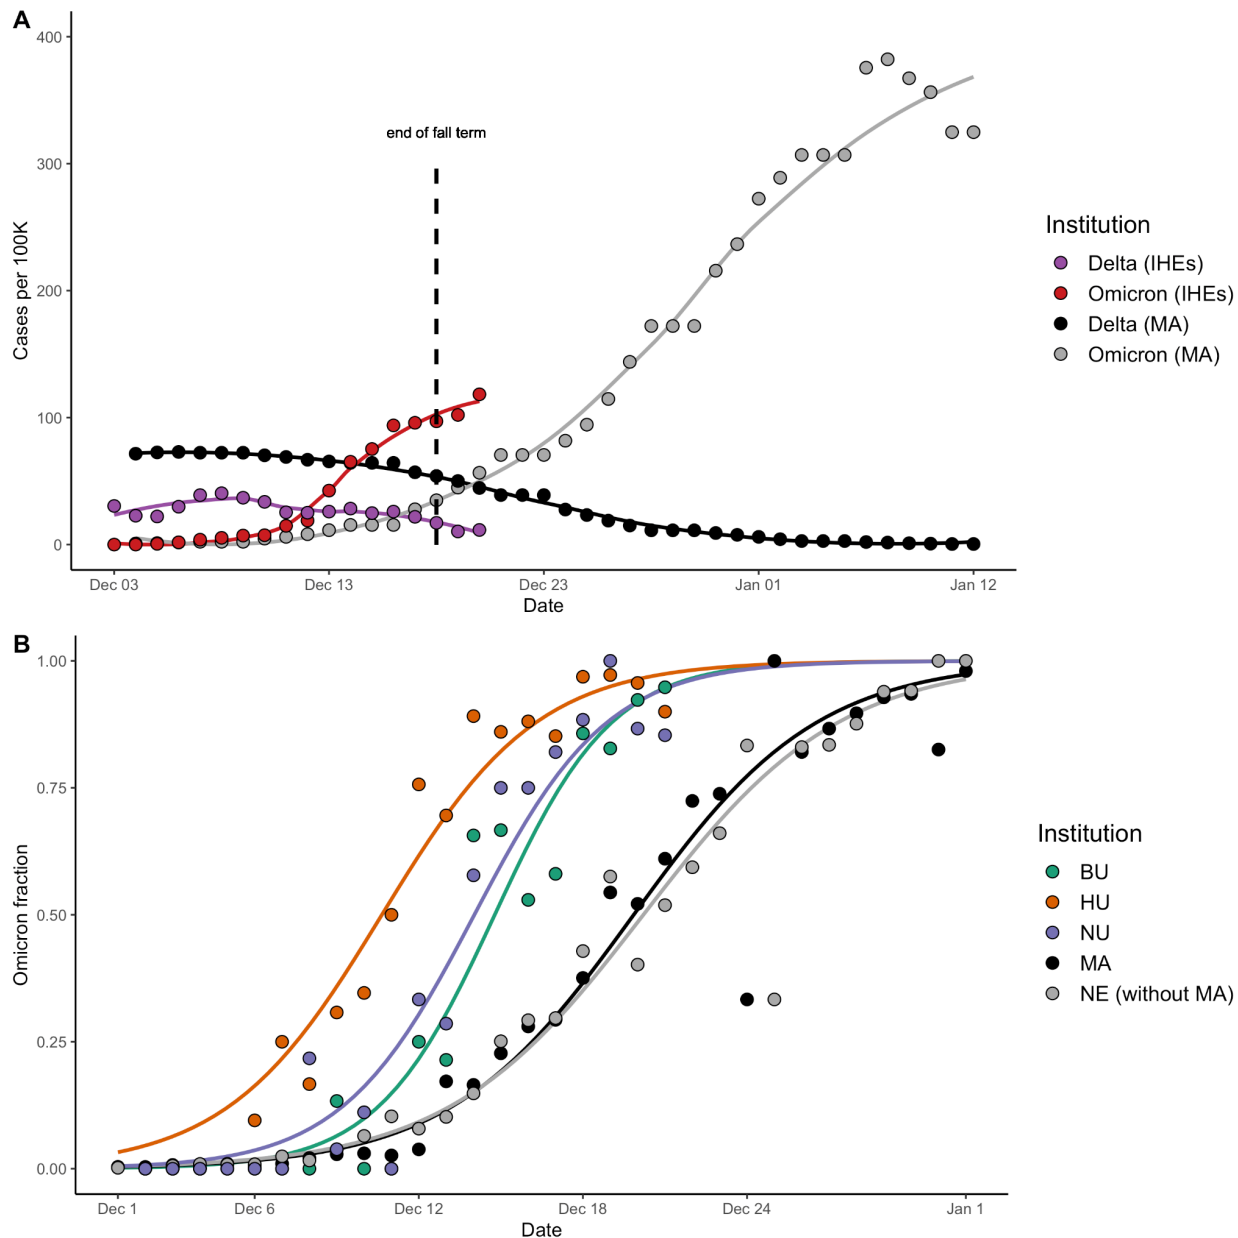 A
400
300
200
100
0
Cases per 100K
end of fall term
Dec 03
Dec 13
Dec 23
Jan 01
Jan 12
Date
Institution
Delta (IHEs)
Omicron (IHEs)
Delta (MA)
Omicron (MA)
B
1.00
0.75
0.50
0.25
0.00
Omicron fraction
Dec 1
Dec 6
Dec 12
Dec 18
Dec 24
Jan 1
Date
Institution
BU
HU
NU
MA
NE (without MA)